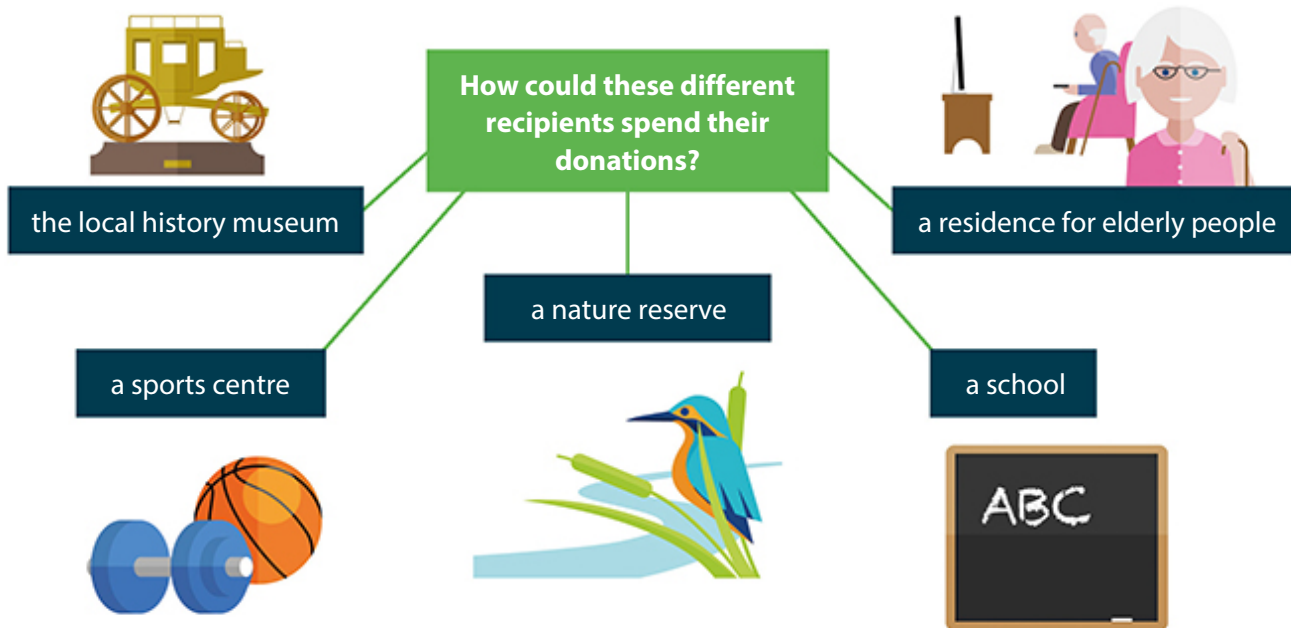 How could these different
recipients spend their
donations?
the local history museum
a residence for elderly people
a nature reserve
a sports centre
a school
ABC